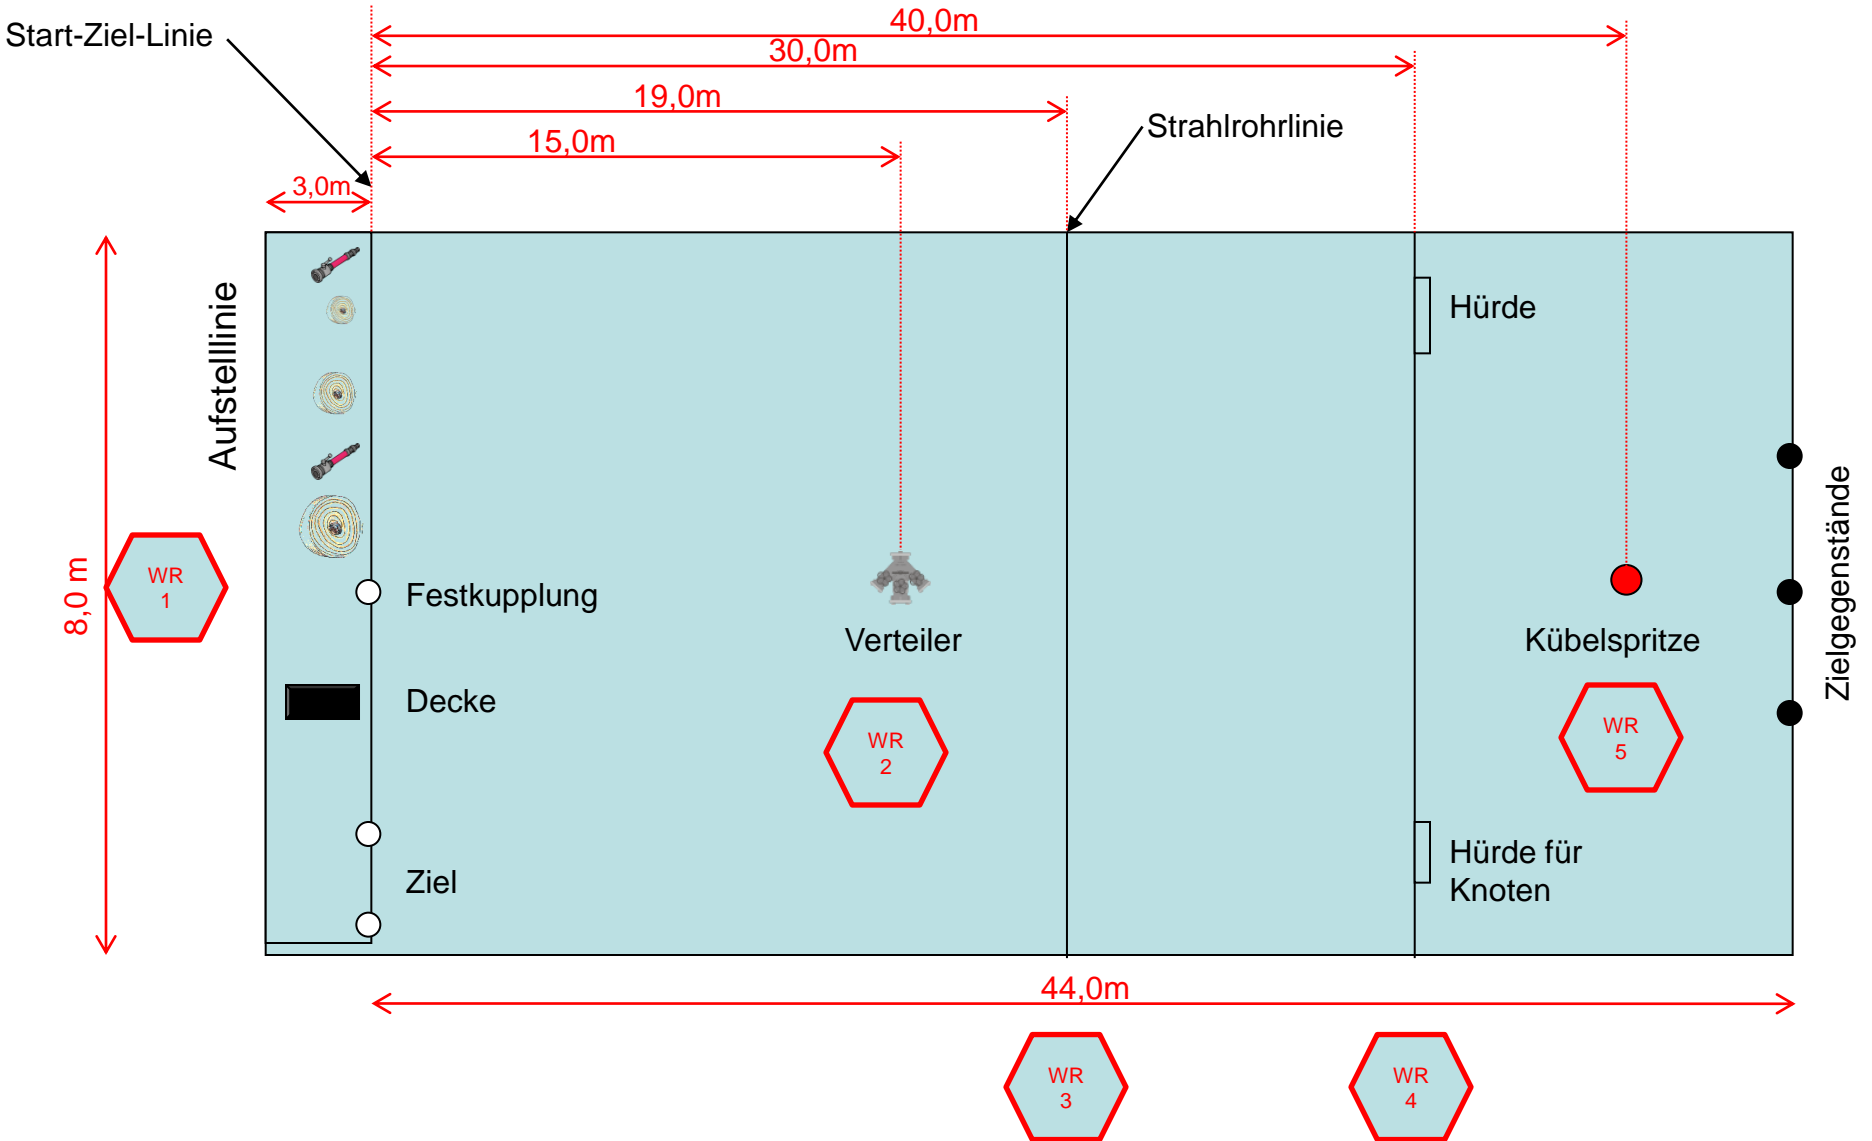 40,0m
Start-Ziel-Linie
30,0m
19,0m
Strahlrohrlinie
15,0m
3,0m
Aufstelllinie
Hürde
8,0 m
WR
1
Festkupplung
Verteiler
Kübelspritze
Zielgegenstände
Decke
WR
2
WR
5
Ziel
Hürde für
Knoten
44,0m
WR
3
WR
4